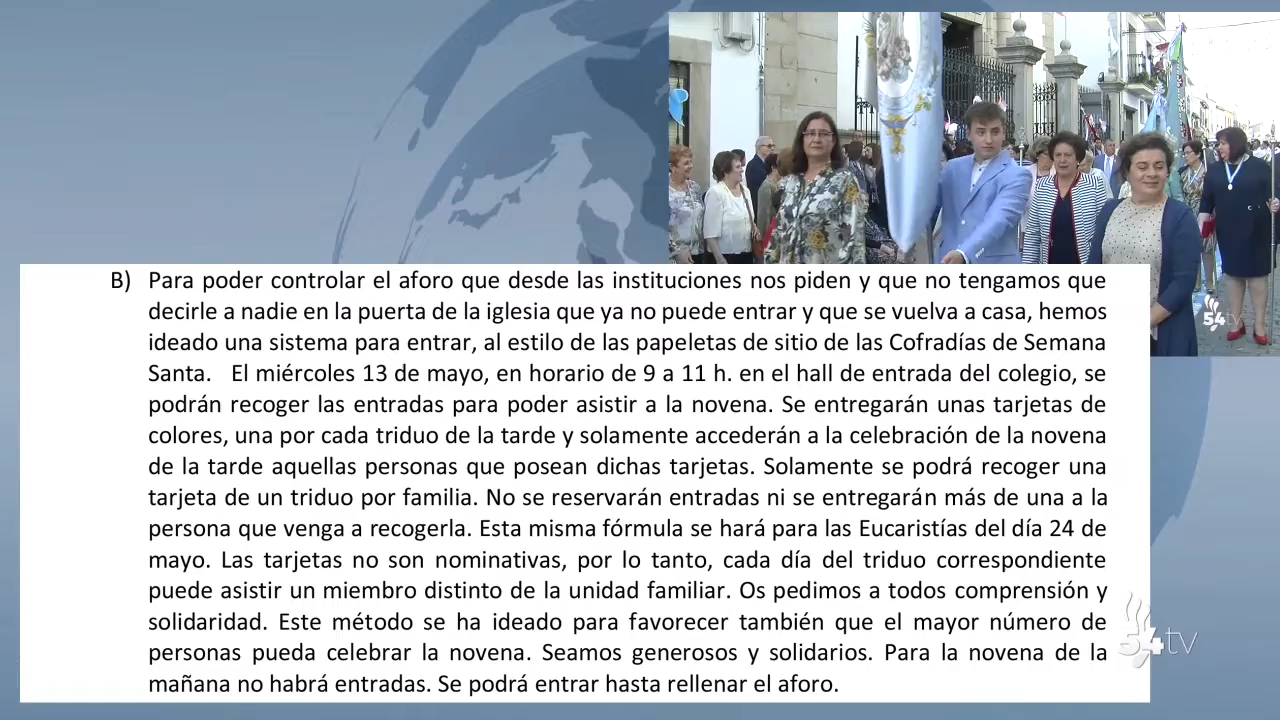 B) Para poder controlar el aforo que desde las instituciones nos piden y que no tengamos que
decirle a nadie en la puerta de la iglesia que ya no puede entrar y que se vuelva a casa, hemos
ideado una sistema para entrar, al estilo de las papeletas de sitio de las Cofradías de Semana
Santa. El miércoles 13 de mayo, en horario de 9 a 11 h. en el hall de entrada del colegio, se
podrán recoger las entradas para poder asistir a la novena. Se entregarán unas tarjetas de
colores, una por cada triduo de la tarde y solamente accederán a la celebración de la novena
de la tarde aquellas personas que posean dichas tarjetas. Solamente se podrá recoger una
tarjeta de un triduo por familia. No se reservarán entradas ni se entregarán más de una a la
persona que venga a recogerla. Esta misma fórmula se hará para las Eucaristías del día 24 de
mayo. Las tarjetas no son nominativas, por lo tanto, cada día del triduo correspondiente
puede asistir un miembro distinto de la unidad familiar. Os pedimos a todos comprensión y
solidaridad. Este método se ha ideado para favorecer también que el mayor número de
personas pueda celebrar la novena. Seamos generosos y solidarios. Para la novena de la
mañana no habrá entradas. Se podrá entrar hasta rellenar el aforo.
54tv
54tv